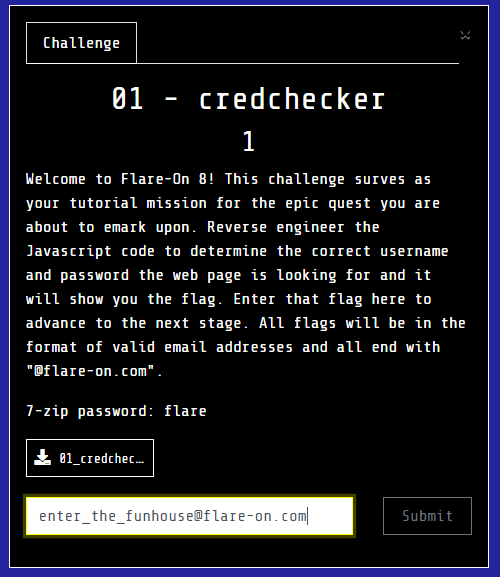 Challenge
01 - credchecker
1
Welcome to Flare-On 8! This challenge surves as
your tutorial mission for the epic quest you are
about to emark upon. Reverse engineer the
Javascript code to determine the correct username
and password the web page is looking for and it
will show you the flag. Enter that flag here to
advance to the next stage. All flags will be in the
format of valid email addresses and all end with
"@flare-on.com".
7-zip password: flare
01_credchec…
enter_the_funhouse@flare-on.com
Submit